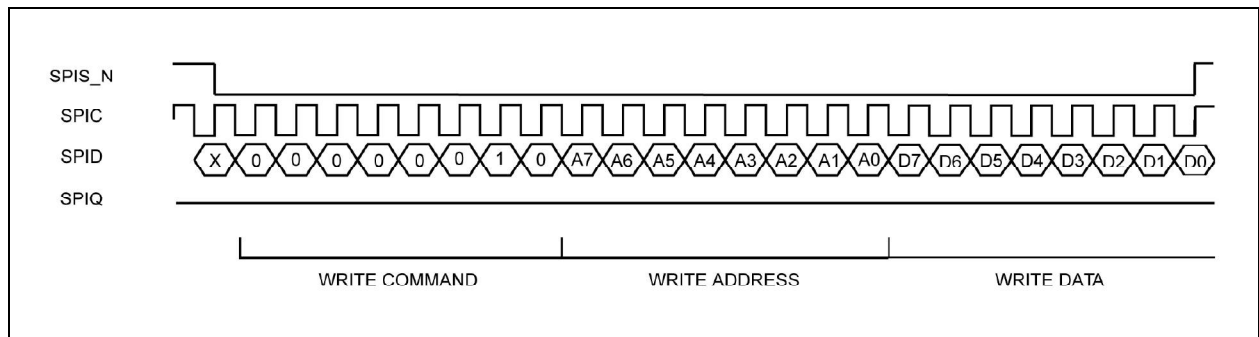 SPIS_N
SPIC
SPID X 0 0 0 0 0 0 1 0 A7 A6 A5 A4 A3 A2 A1 A0 D7 D6 D5 D4 D3 D2 D1 D0
SPIQ
WRITE COMMAND WRITE ADDRESS WRITE DATA